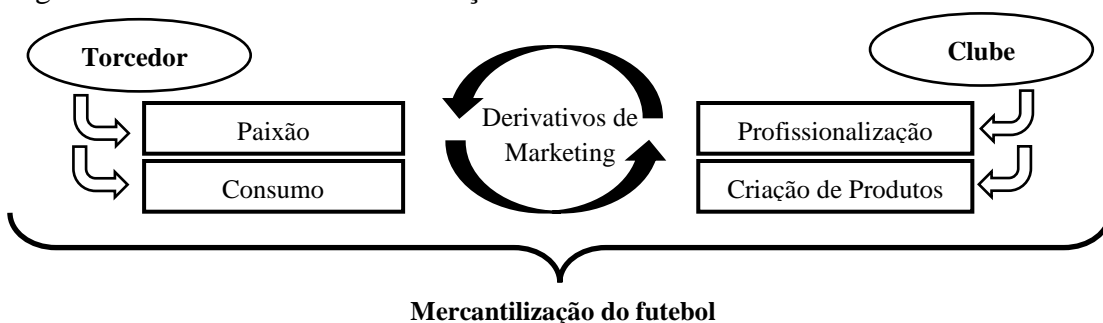 Torcedor
Clube
Paixão
Consumo
Derivativos de
Marketing
Profissionalização
Criação de Produtos
Mercantilização do futebol